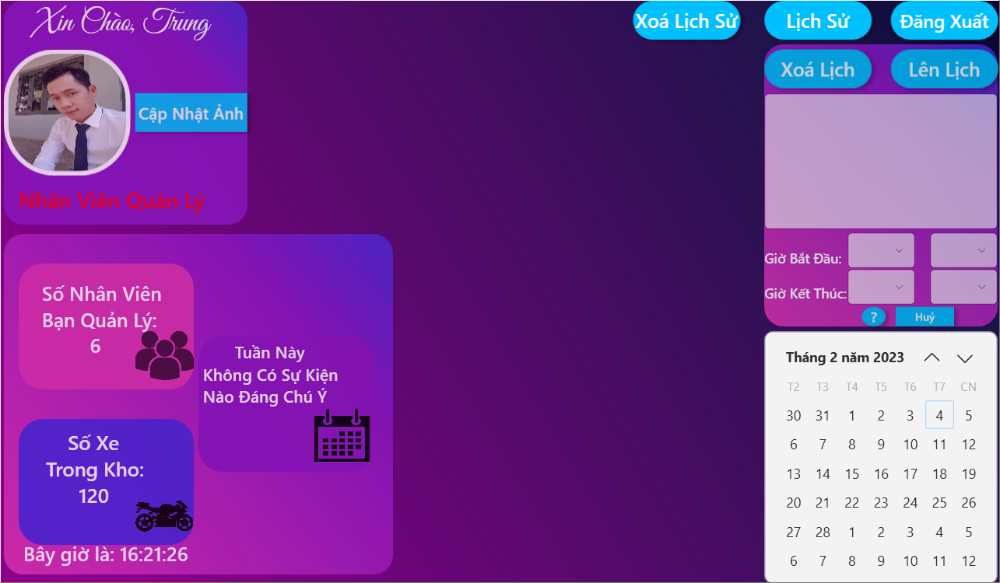 Xin Chào, Trung
Cập Nhật Ảnh
Nhân Viên Quản Lý
Xoá Lịch Sử
Lịch Sử
Đăng Xuất
Xoá Lịch
Lên Lịch
Giờ Bắt Đầu:
Giờ Kết Thúc:
?
Huỷ
Số Nhân Viên
Bạn Quản Lý:
6
Tuần Này
Không Có Sự Kiện
Nào Đáng Chú Ý
Số Xe
Trong Kho:
120
Bây giờ là: 16:21:26
Tháng 2 năm 2023
T2 T3 T4 T5 T6 T7 CN
30 31 1 2 3 4 5
6 7 8 9 10 11 12
13 14 15 16 17 18 19
20 21 22 23 24 25 26
27 28 1 2 3 4 5
6 7 8 9 10 11 12